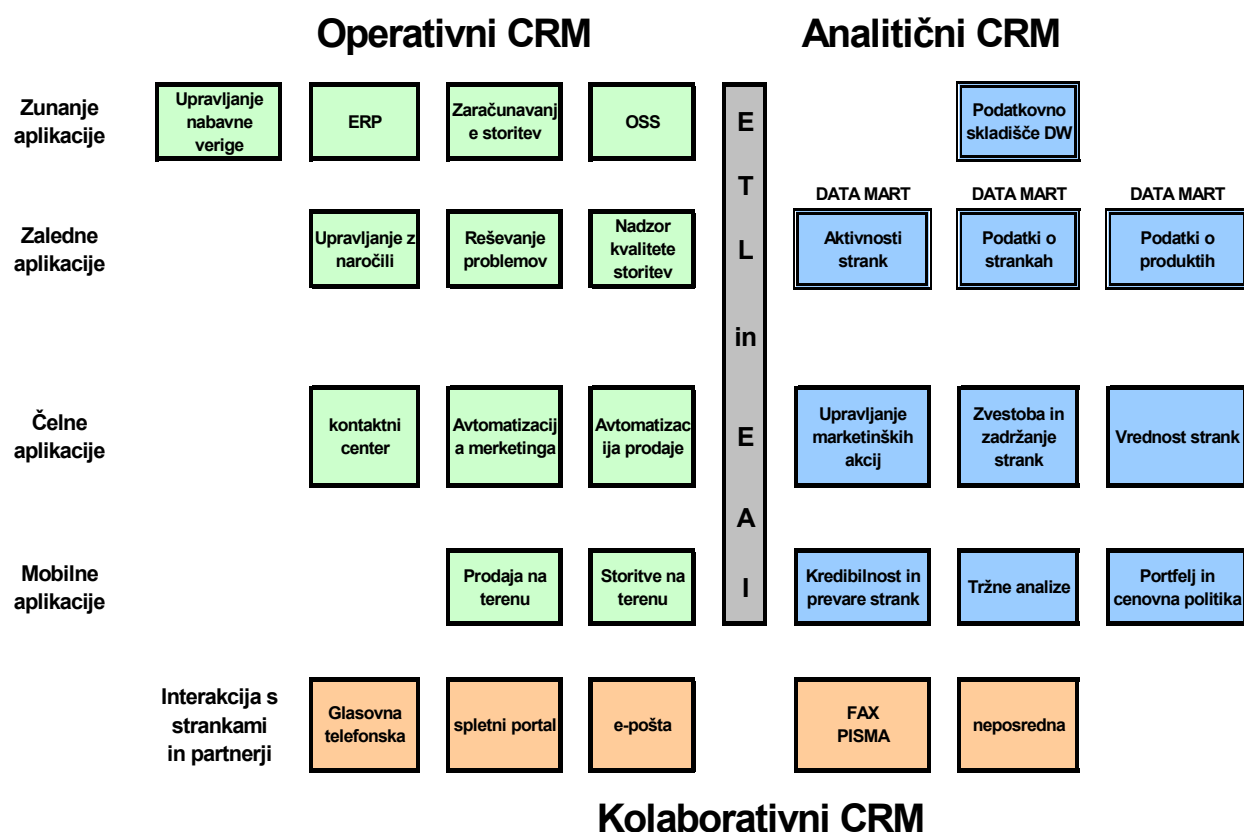 Operativni CRM
Analitični CRM
Zunanje
aplikacije
Upravljanje
nabavne
verige
ERP
Zaračunavanj
e storitev
OSS
Podatkovno
skladišče DW
E
T
L
in
E
A
I
DATA MART
DATA MART
DATA MART
Zaledne
aplikacije
Upravljanje z
naročili
Reševanje
problemov
Nadzor
kvalitete
storitev
Aktivnosti
strank
Podatki o
strankah
Podatki o
produktih
Čelne
aplikacije
kontaktni
center
Avtomatizacij
a merketinga
Avtomatizac
ija prodaje
Upravljanje
marketinških
akcij
Zvestoba in
zadržanje
strank
Vrednost strank
Mobilne
aplikacije
Prodaja na
terenu
Storitve na
terenu
Kredibilnost in
prevare strank
Tržne analize
Portfelj in
cenovna politika
Interakcija s
strankami
in partnerji
Glasovna
telefonska
spletni portal
e-pošta
FAX
PISMA
neposredna
Kolaborativni CRM